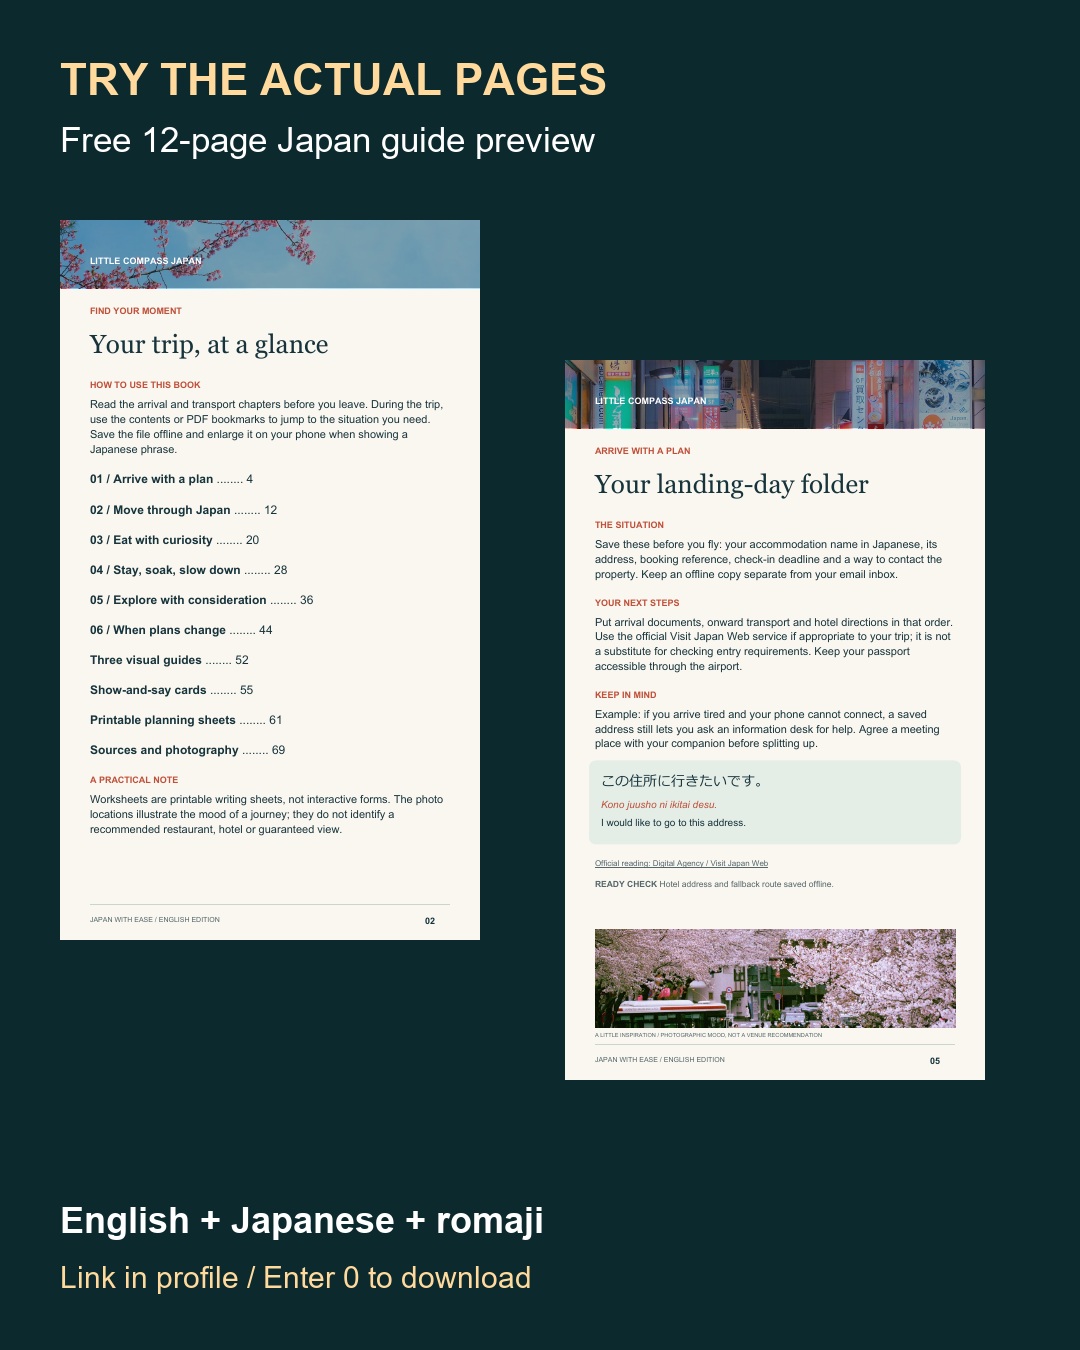 TRY THE ACTUAL PAGES
Free 12-page Japan guide preview
LITTLE COMPASS JAPAN
FIND YOUR MOMENT
Your trip, at a glance
HOW TO USE THIS BOOK
Read the arrival and transport chapters before you leave. During the trip,
use the contents or PDF bookmarks to jump to the situation you need.
Save the file offline and enlarge it on your phone when showing a
Japanese phrase.
01 / Arrive with a plan ........ 4
02 / Move through Japan ........ 12
03 / Eat with curiosity ........ 20
04 / Stay, soak, slow down ........ 28
05 / Explore with consideration ........ 36
06 / When plans change ........ 44
Three visual guides ........ 52
Show-and-say cards ........ 55
Printable planning sheets ........ 61
Sources and photography ........ 69
A PRACTICAL NOTE
Worksheets are printable writing sheets, not interactive forms. The photo
locations illustrate the mood of a journey; they do not identify a
recommended restaurant, hotel or guaranteed view.
JAPAN WITH EASE / ENGLISH EDITION
02
LITTLE COMPASS JAPAN
ARRIVE WITH A PLAN
Your landing-day folder
THE SITUATION
Save these before you fly: your accommodation name in Japanese, its
address, booking reference, check-in deadline and a way to contact the
property. Keep an offline copy separate from your email inbox.
YOUR NEXT STEPS
Put arrival documents, onward transport and hotel directions in that order.
Use the official Visit Japan Web service if appropriate to your trip; it is not
a substitute for checking entry requirements. Keep your passport
accessible through the airport.
KEEP IN MIND
Example: if you arrive tired and your phone cannot connect, a saved
address still lets you ask an information desk for help. Agree a meeting
place with your companion before splitting up.
この住所に行きたいです。
Kono juusho ni ikitai desu.
I would like to go to this address.
Official reading: Digital Agency / Visit Japan Web
READY CHECK Hotel address and fallback route saved offline.
A LITTLE INSPIRATION / PHOTOGRAPHIC MOOD, NOT A VENUE RECOMMENDATION
JAPAN WITH EASE / ENGLISH EDITION
05
English + Japanese + romaji
Link in profile / Enter 0 to download